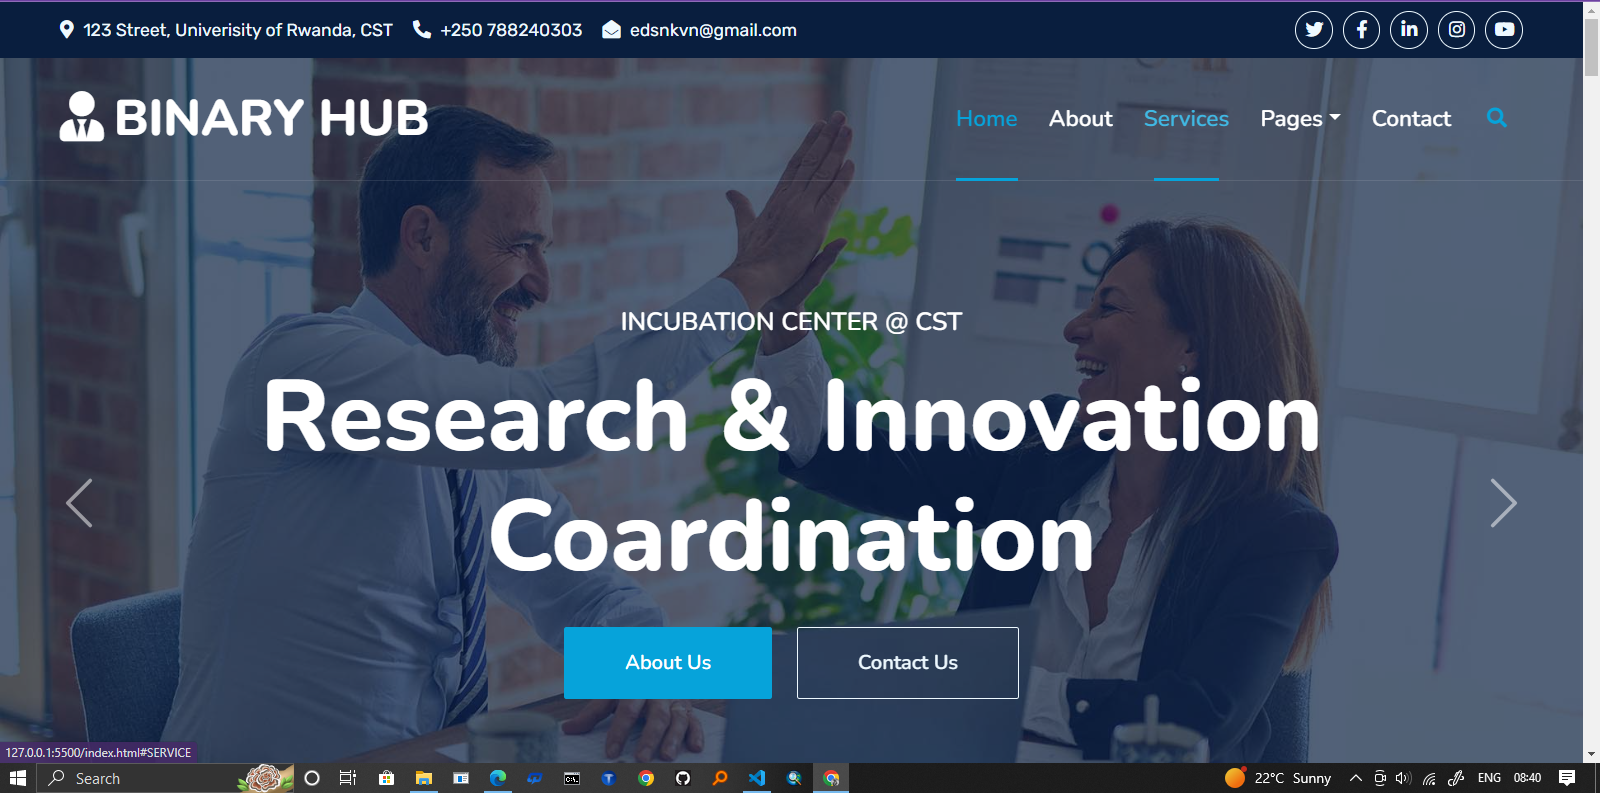 123 Street, Univerisity of Rwanda, CST +250 788240303 edsnkvn@gmail.com
BINARY HUB
Home About Services Pages Contact
INCUBATION CENTER @ CST
Research & Innovation
Coardination
About Us Contact Us
127.0.0.1:5500/index.html#SERVICE
Search 22°C Sunny ENG 08:40